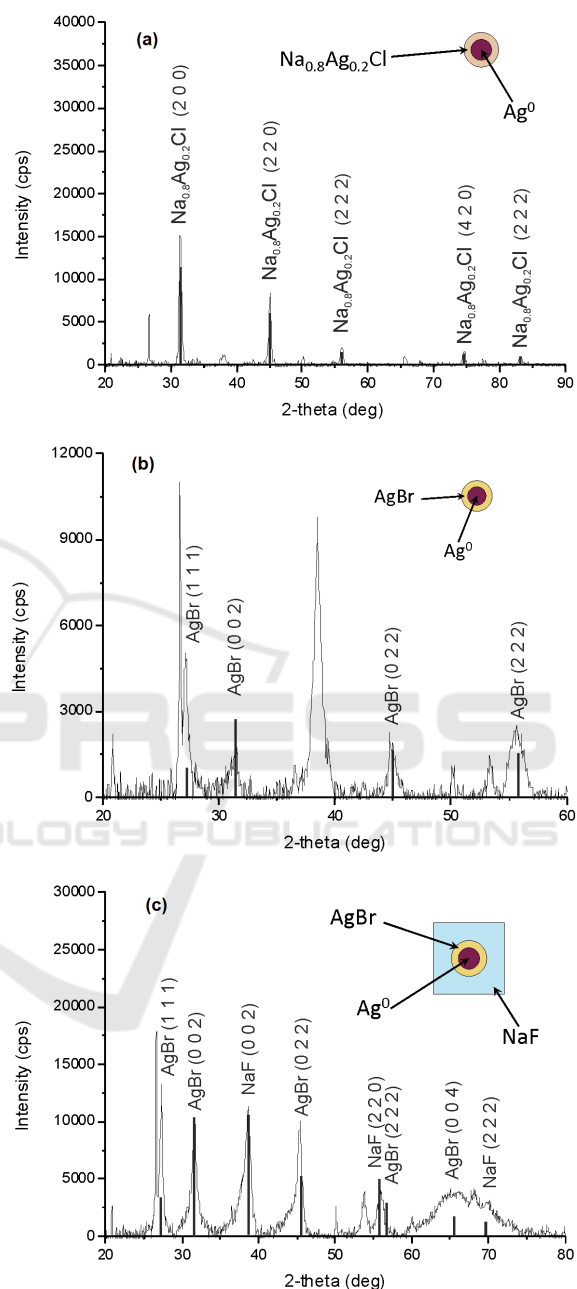 (a)
Na0.8Ag0.2Cl
Ag0
Intensity (cps)
40000
35000
30000
25000
20000
15000
10000
5000
0
Na0.8Ag0.2Cl (2 0 0)
Na0.8Ag0.2Cl (2 2 0)
Na0.8Ag0.2Cl (2 2 2)
Na0.8Ag0.2Cl (4 2 0)
Na0.8Ag0.2Cl (2 2 2)
20 30 40 50 60 70 80 90
2-theta (deg)
(b)
AgBr
Ag0
Intensity (cps)
12000
9000
6000
3000
0
AgBr (1 1 1)
AgBr (0 0 2)
AgBr (0 2 2)
AgBr (2 2 2)
20 30 40 50 60
2-theta (deg)
PRESS
OLOGY PUBLICATIONS
(c)
AgBr
Ag0
NaF
Intensity (cps)
30000
25000
20000
15000
10000
5000
0
AgBr (1 1 1)
AgBr (0 0 2)
NaF (0 0 2)
AgBr (0 2 2)
NaF (2 2 0)
AgBr (2 2 2)
AgBr (0 0 4)
NaF (2 2 2)
20 30 40 50 60 70 80
2-theta (deg)